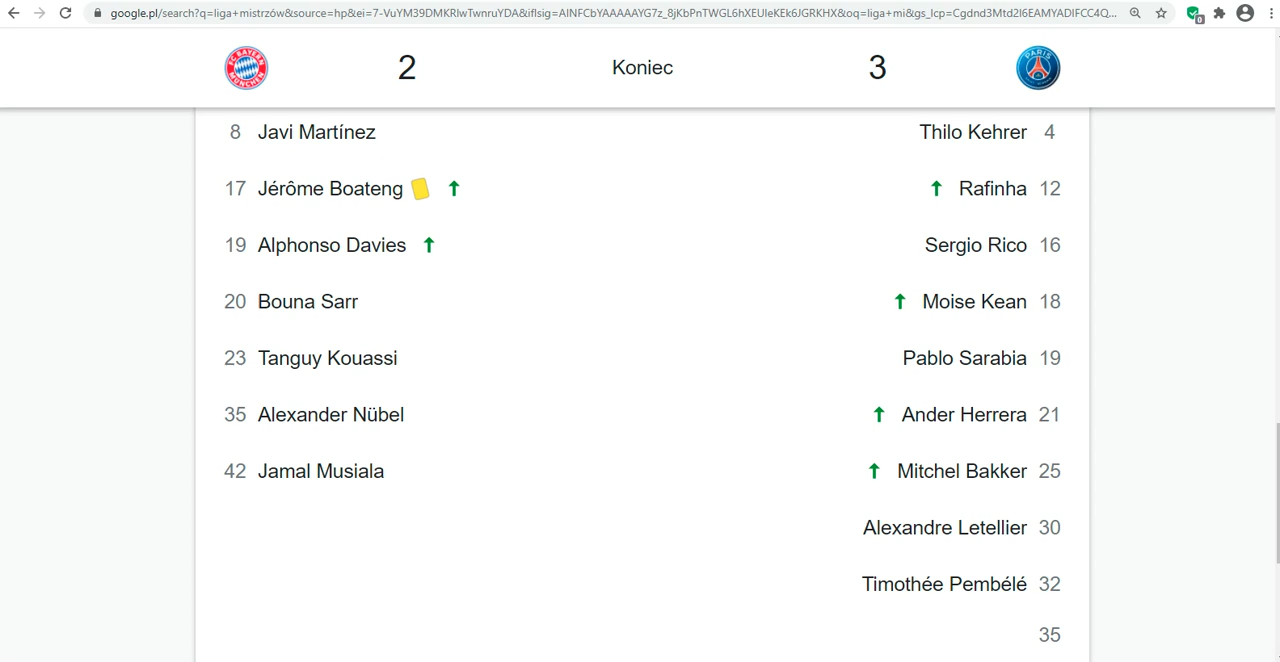 google.pl/search?q=liga+mistrzów&source=hp&ei=7-VuYM39DMKRlwTwnruYDA&iflsig=AINFCbYAAAAAYG7z_8jKbPnTWGL6hXEUIeKEk6JGRKHX&oq=liga+mi&gs_lcp=Cgdnd3Mtd2l6EAMYADIFCC4Q...
2 Koniec 3
8 Javi Martínez Thilo Kehrer 4
17 Jérôme Boateng Rafinha 12
19 Alphonso Davies Sergio Rico 16
20 Bouna Sarr Moise Kean 18
23 Tanguy Kouassi Pablo Sarabia 19
35 Alexander Nübel Ander Herrera 21
42 Jamal Musiala Mitchel Bakker 25
Alexandre Letellier 30
Timothée Pembélé 32
35